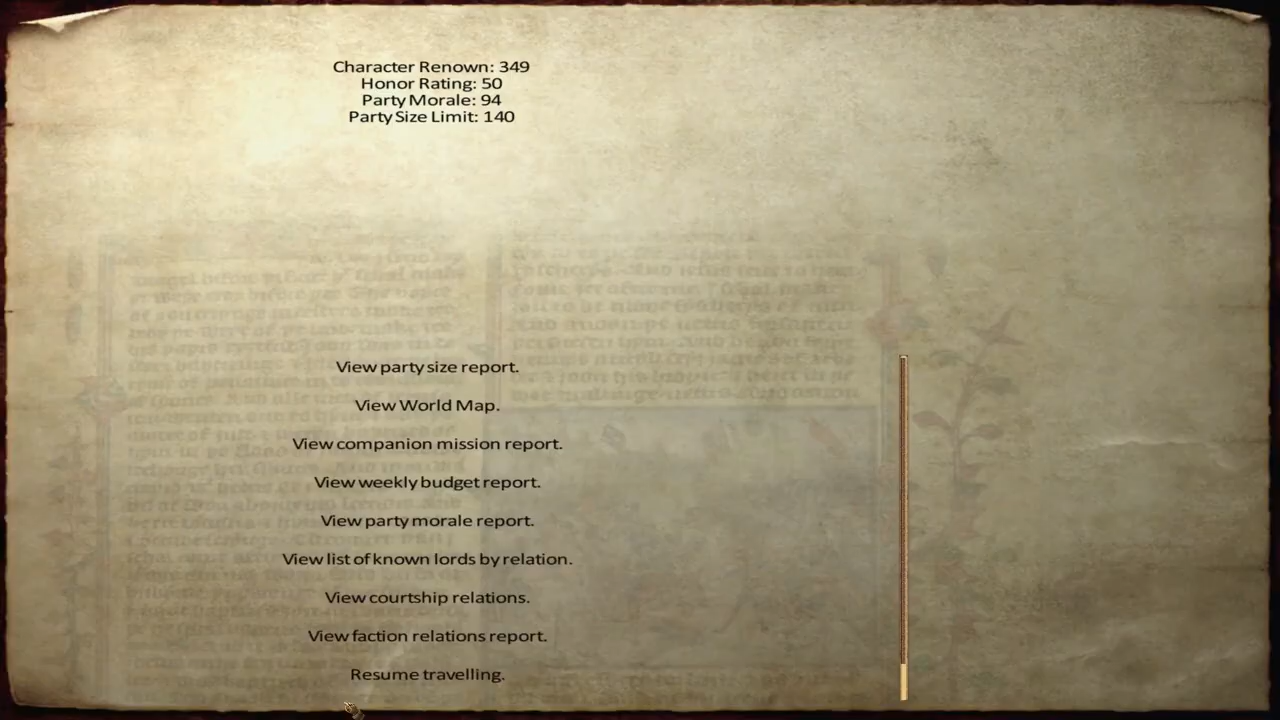 Character Renown: 349
Honor Rating: 50
Party Morale: 94
Party Size Limit: 140
View party size report.
View World Map.
View companion mission report.
View weekly budget report.
View party morale report.
View list of known lords by relation.
View courtship relations.
View faction relations report.
Resume travelling.